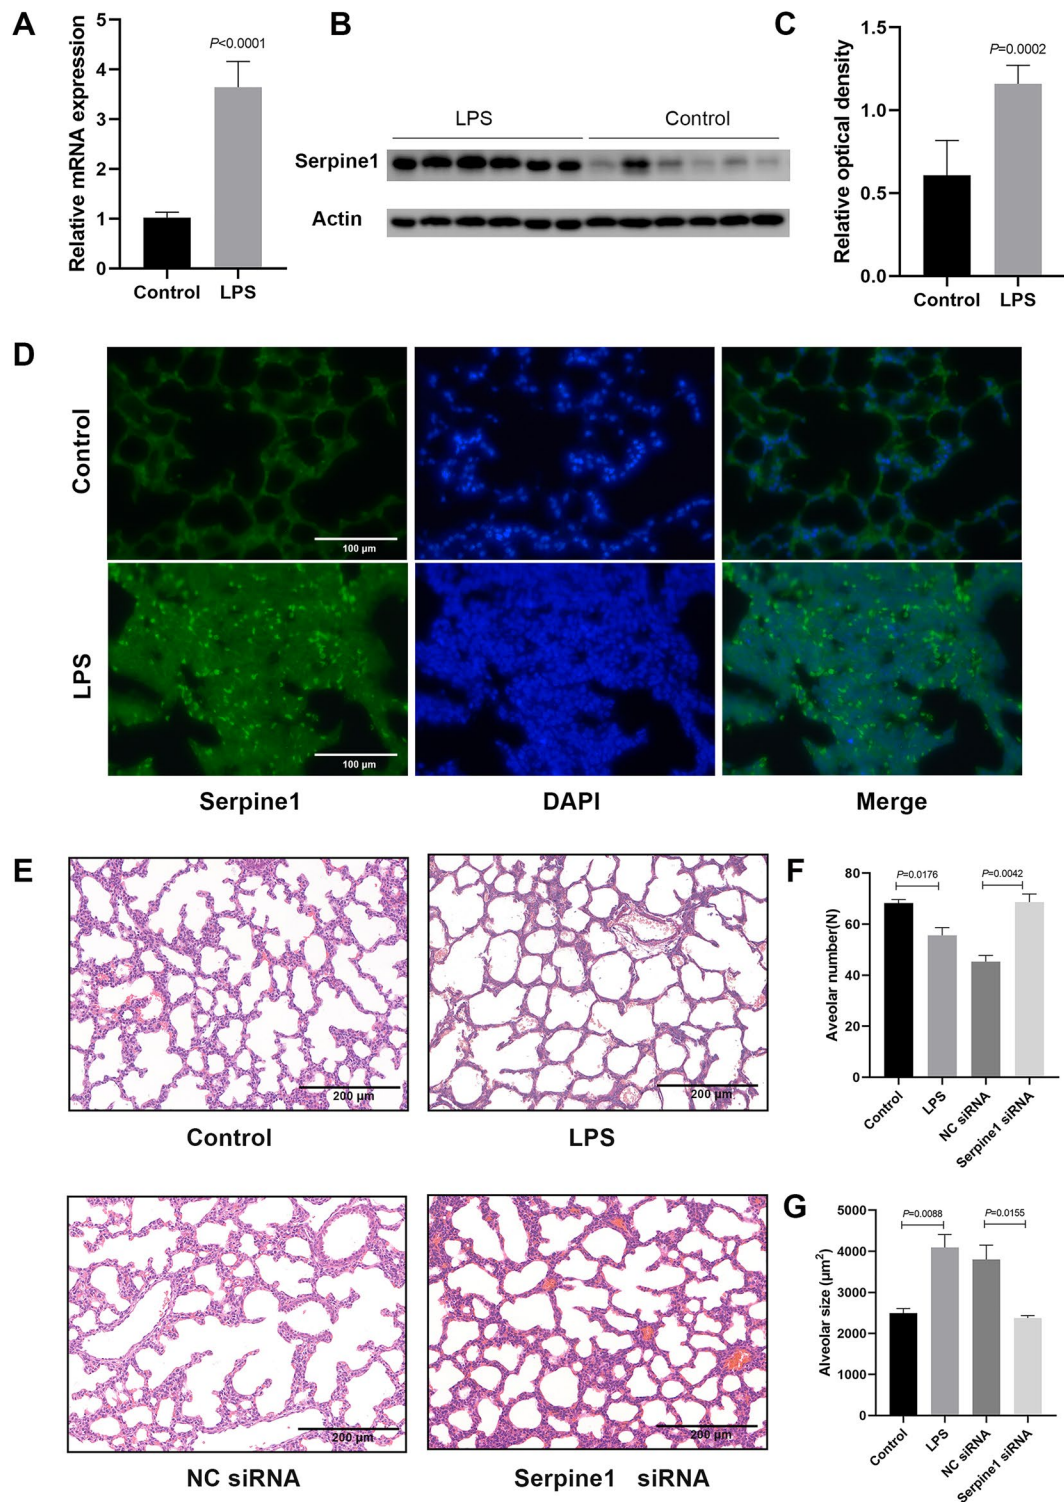 A
Relative mRNA expression
5
4
3
2
1
0
P<0.0001
Control
LPS
B
LPS
Control
Serpine1
Actin
C
Relative optical density
1.5
1.0
0.5
0.0
P=0.0002
Control
LPS
D
Control
100 µm
LPS
100 µm
Serpine1
DAPI
Merge
E
200 µm
200 µm
Control
LPS
200 µm
200 µm
NC siRNA
Serpine1 siRNA
F
Aveolar number(N)
80
60
40
20
0
P=0.0176
P=0.0042
Control
LPS
NC siRNA
Serpine1 siRNA
G
Alveolar size (µm²)
5000
4000
3000
2000
1000
0
P=0.0088
P=0.0155
Control
LPS
NC siRNA
Serpine1 siRNA